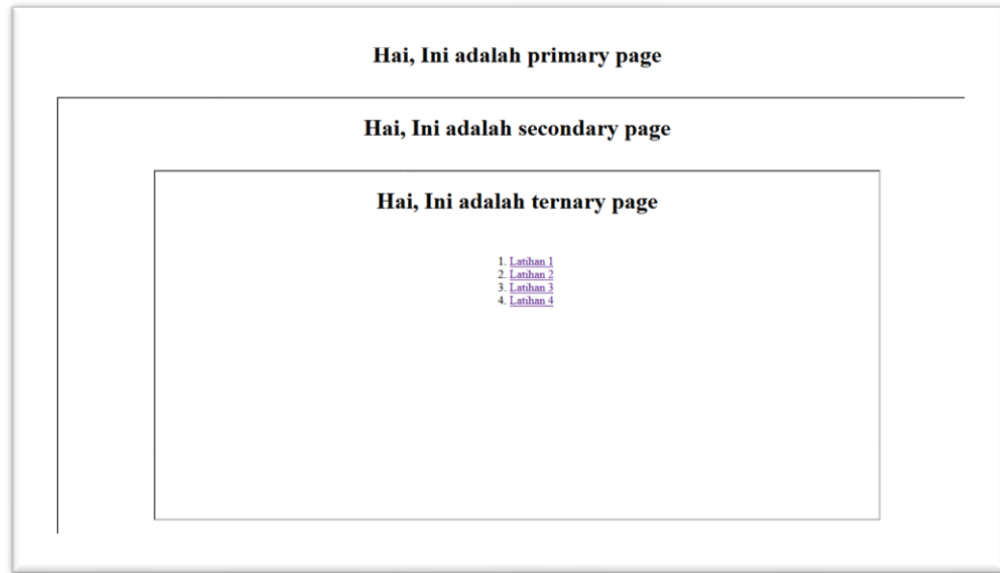 Hai, Ini adalah primary page
Hai, Ini adalah secondary page
Hai, Ini adalah ternary page
1. Latihan 1
2. Latihan 2
3. Latihan 3
4. Latihan 4